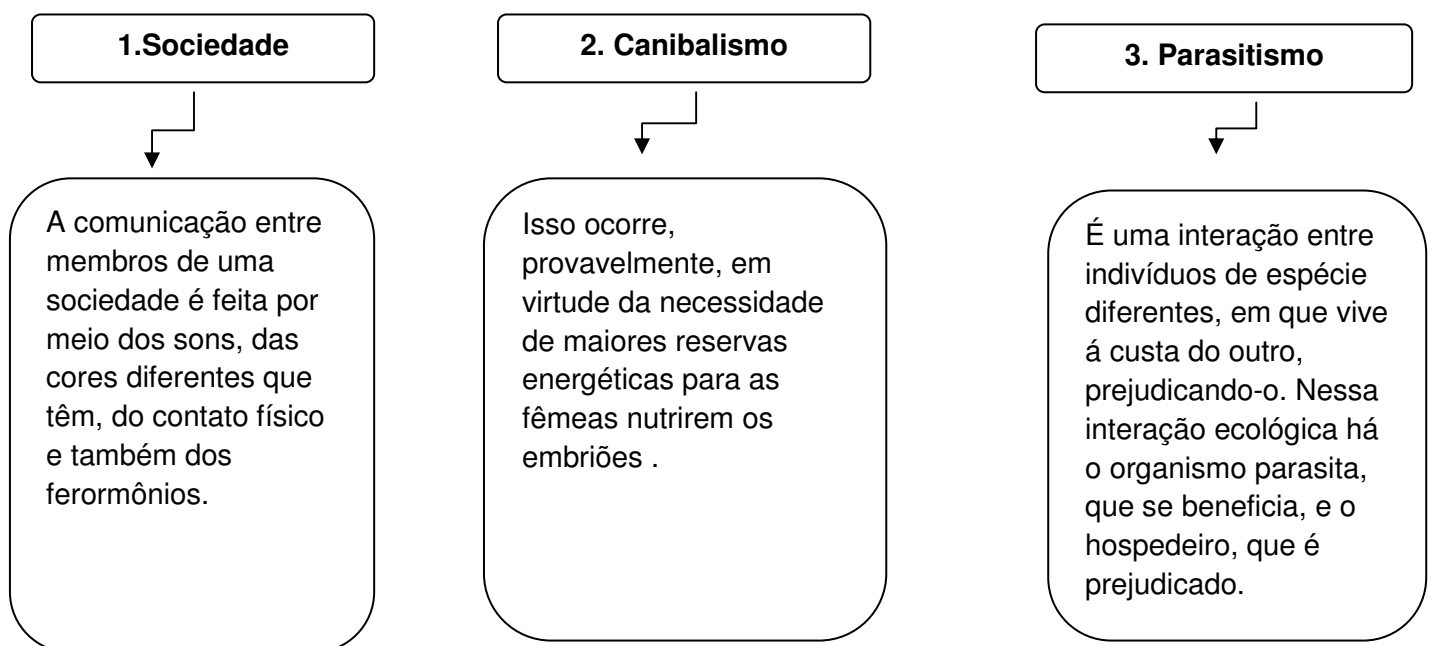 1.Sociedade
A comunicação entre
membros de uma
sociedade é feita por
meio dos sons, das
cores diferentes que
têm, do contato físico
e também dos
ferormônios.
2. Canibalismo
Isso ocorre,
provavelmente, em
virtude da necessidade
de maiores reservas
energéticas para as
fêmeas nutrirem os
embriões .
3. Parasitismo
É uma interação entre
indivíduos de espécie
diferentes, em que vive
á custa do outro,
prejudicando-o. Nessa
interação ecológica há
o organismo parasita,
que se beneficia, e o
hospedeiro, que é
prejudicado.